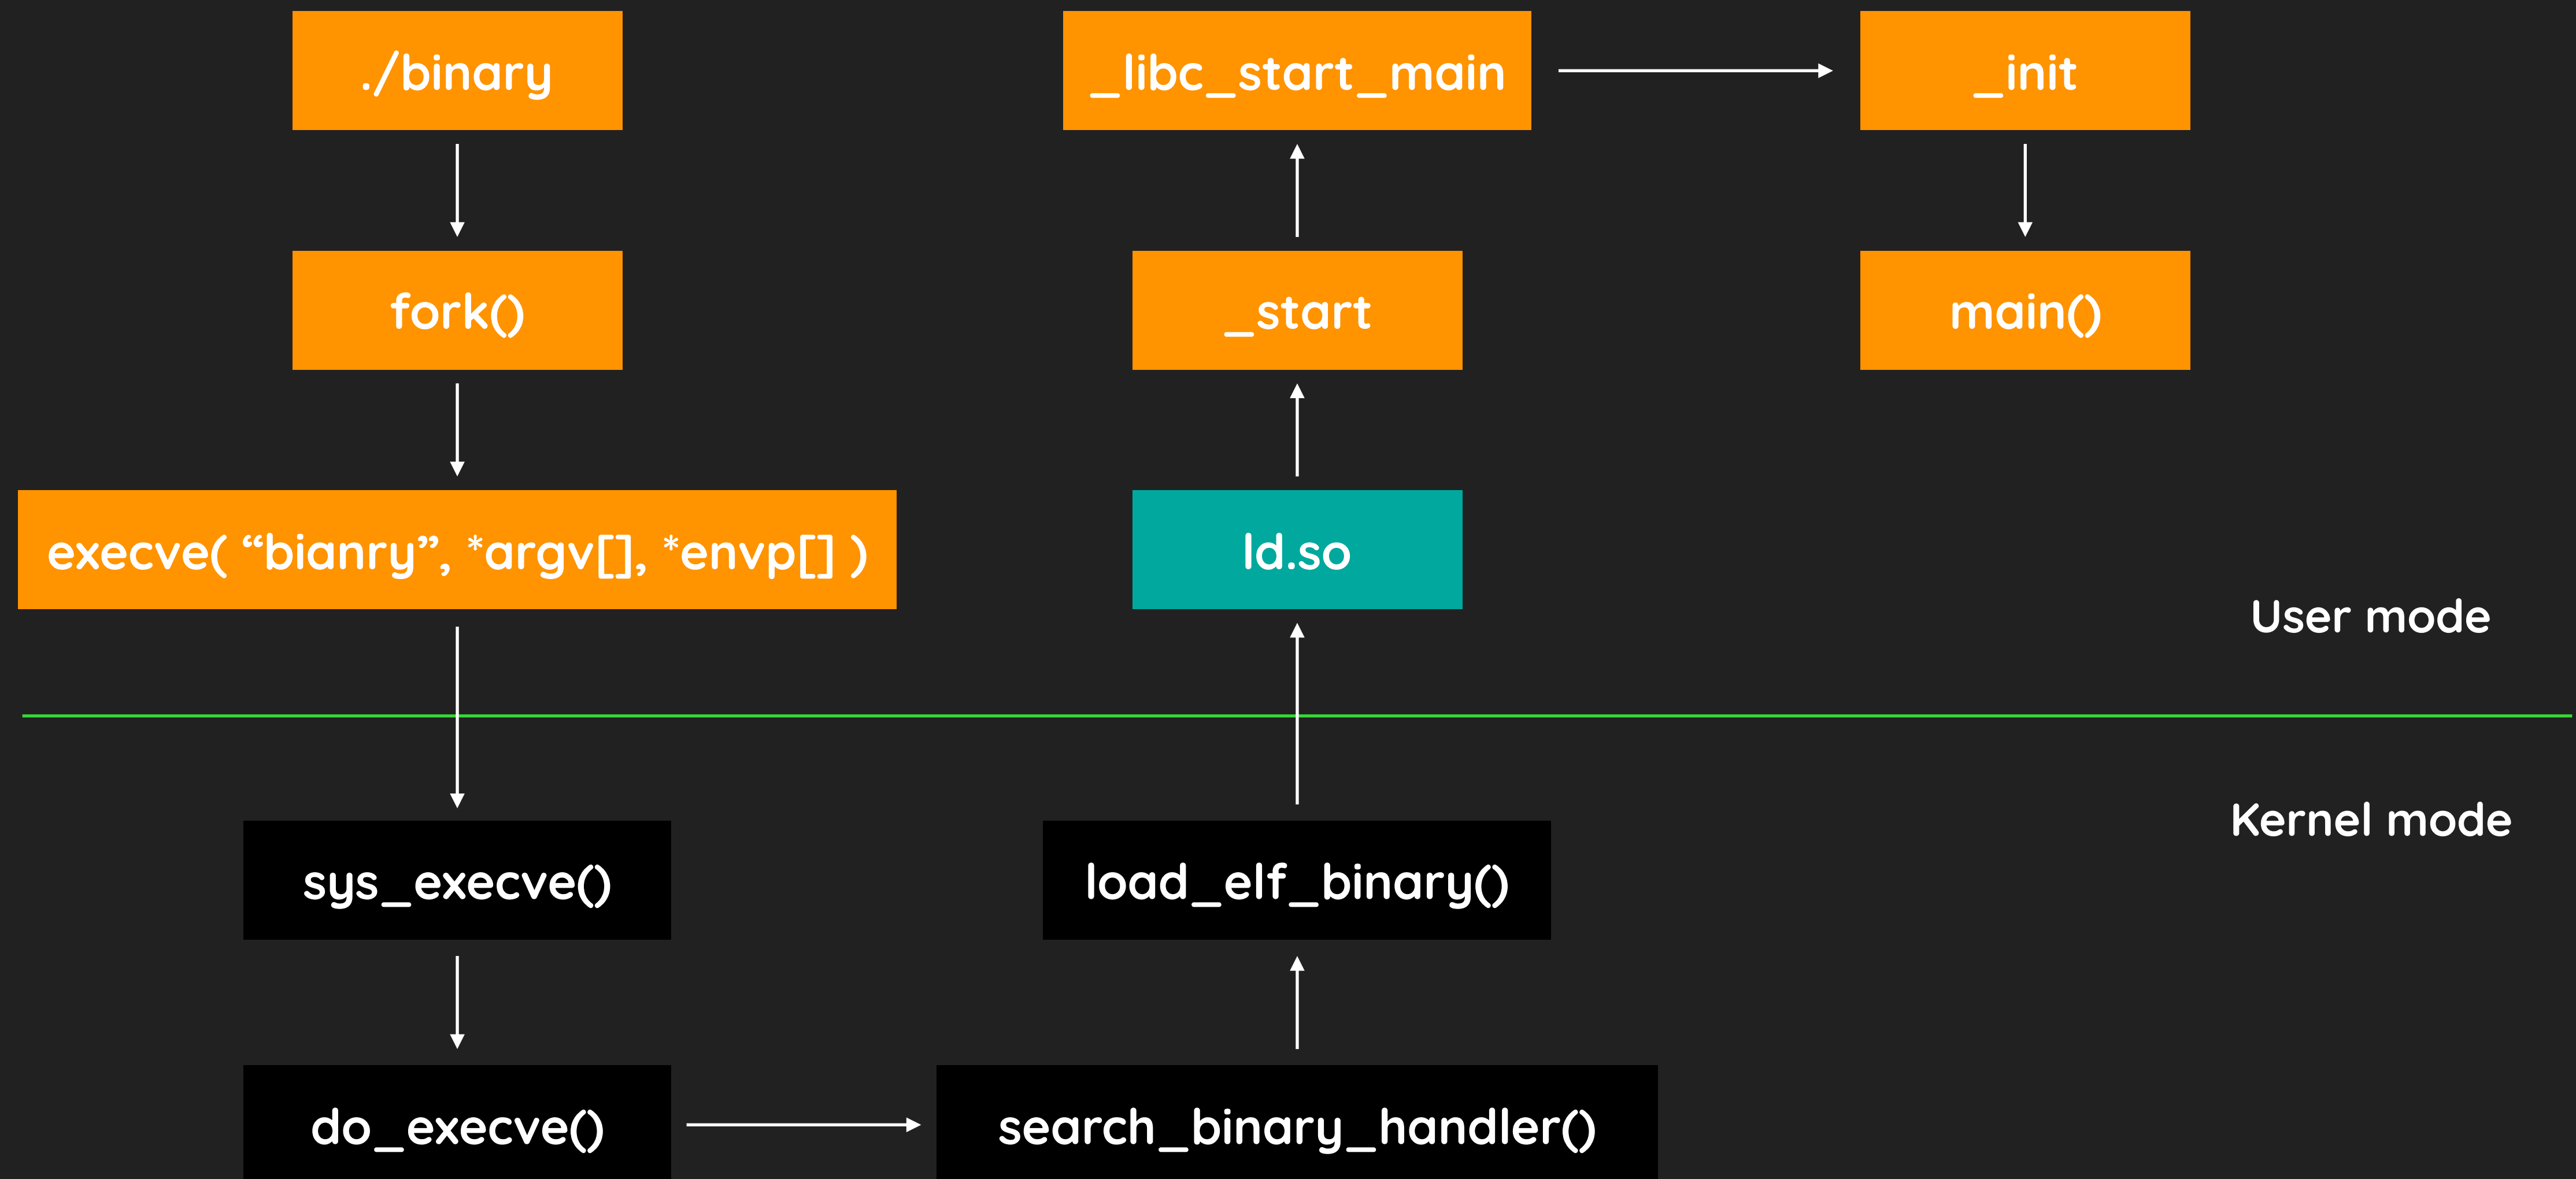 ./binary
fork()
execve( “bianry”, *argv[], *envp[] )
sys_execve()
do_execve()
search_binary_handler()
load_elf_binary()
ld.so
_start
_libc_start_main
_init
main()
User mode
Kernel mode